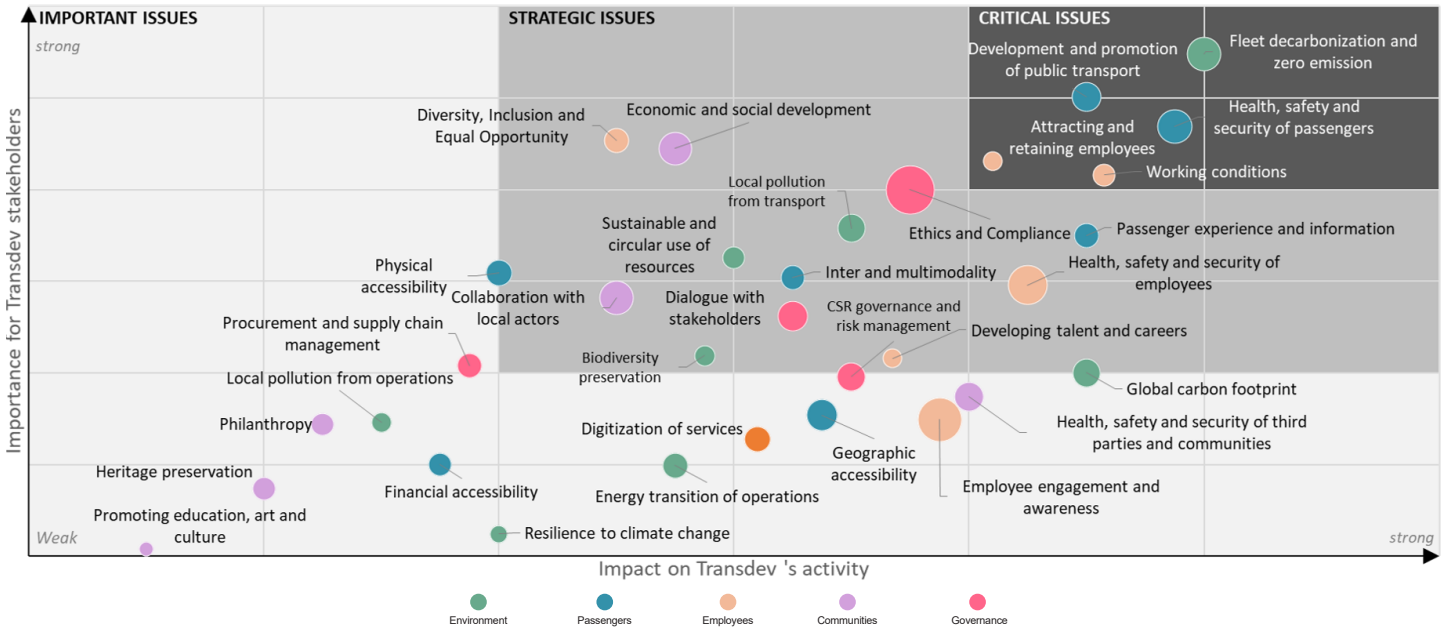 IMPORTANT ISSUES
STRATEGIC ISSUES
CRITICAL ISSUES
strong
Development and promotion
of public transport
Fleet decarbonization and
zero emission
Diversity, Inclusion and
Equal Opportunity
Economic and social development
Attracting and
retaining employees
Health, safety and
security of passengers
Working conditions
Local pollution
from transport
Sustainable and
circular use of
resources
Ethics and Compliance
Passenger experience and information
Physical
accessibility
Collaboration with
local actors
Dialogue with
stakeholders
Inter and multimodality
Health, safety and security of
employees
Procurement and supply chain
management
CSR governance and
risk management
Developing talent and careers
Biodiversity
preservation
Local pollution from operations
Global carbon footprint
Philanthropy
Digitization of services
Geographic
accessibility
Health, safety and security of third
parties and communities
Heritage preservation
Financial accessibility
Energy transition of operations
Employee engagement and
awareness
Promoting education, art and
culture
Resilience to climate change
Weak
strong
Importance for Transdev stakeholders
Impact on Transdev 's activity
Environment
Passengers
Employees
Communities
Governance